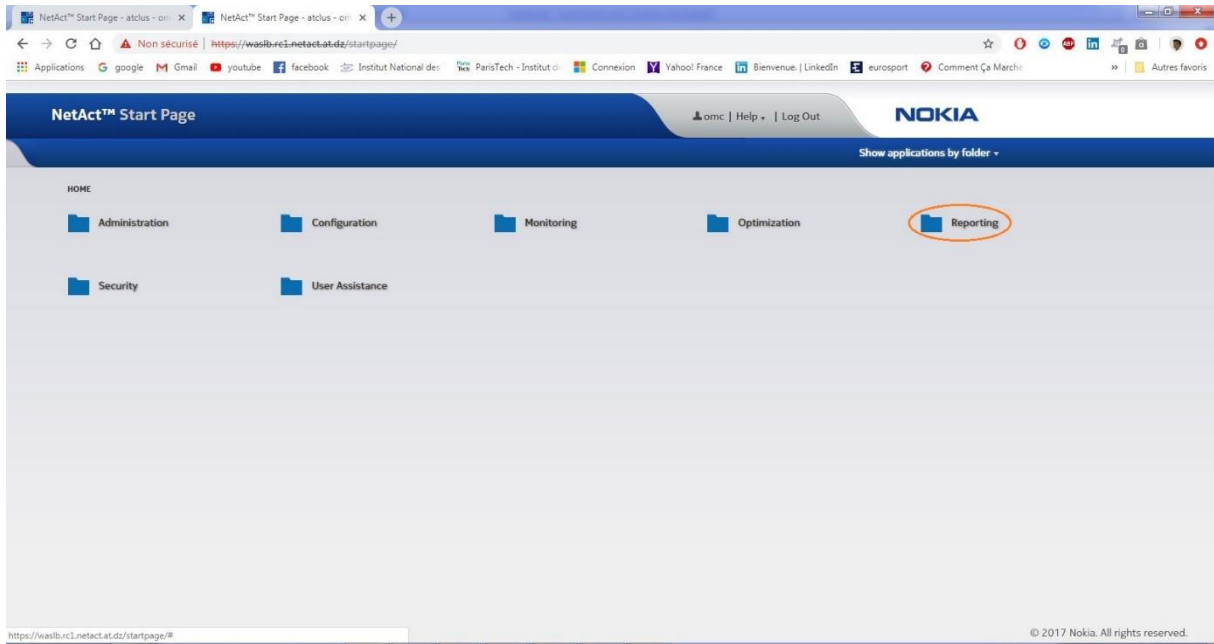 NetAct™ Start Page - atclus - om
NetAct™ Start Page - atclus - om
Non sécurisé | https://waslb.rc1.netact.at.dz/startpage/
Applications google Gmail youtube facebook Institut National des ParisTech - Institut d Connexion Yahoo! France Bienvenue. | LinkedIn eurosport Comment Ça Marche » Autres favoris
NetAct™ Start Page omc | Help | Log Out NOKIA
Show applications by folder
HOME
Administration Configuration Monitoring Optimization Reporting
Security User Assistance
https://waslb.rc1.netact.at.dz/startpage/# © 2017 Nokia. All rights reserved.